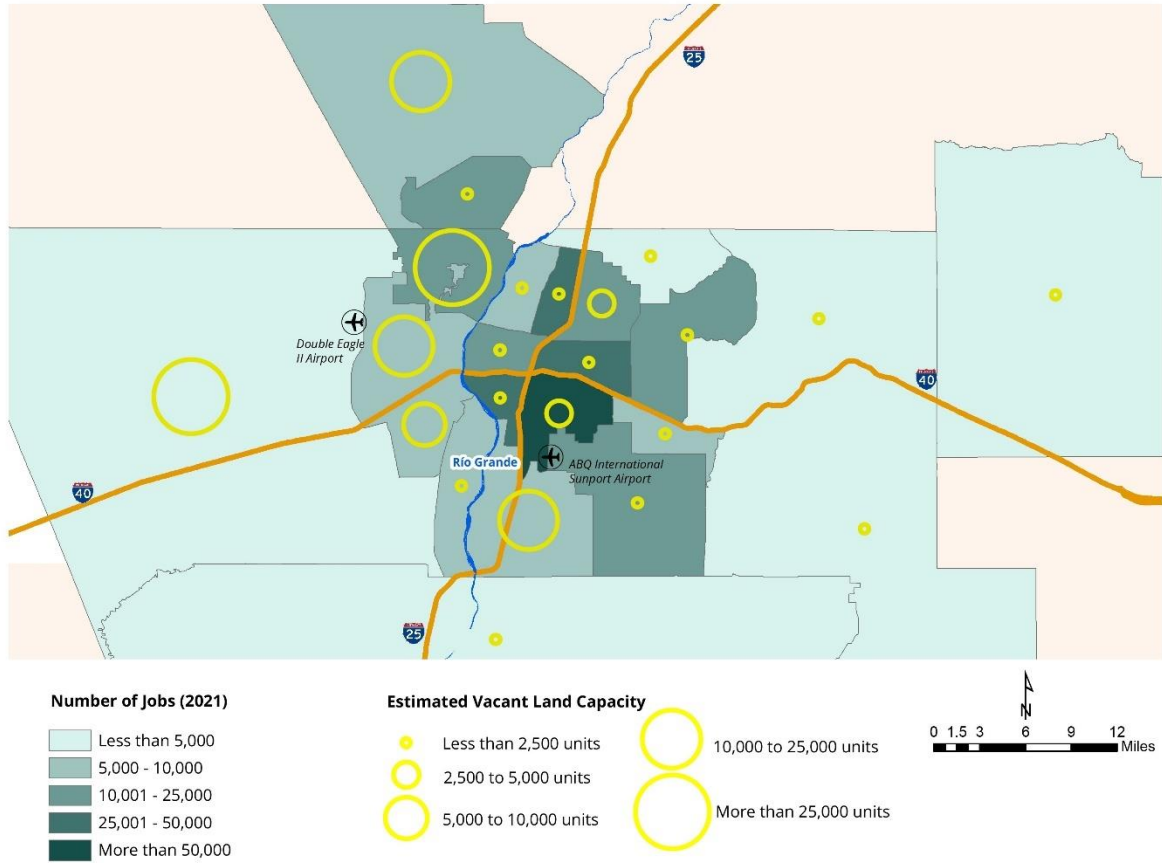 25
Double Eagle
II Airport
40
Río Grande
ABQ International
Sunport Airport
40
25
Number of Jobs (2021)
Less than 5,000
5,000 - 10,000
10,001 - 25,000
25,001 - 50,000
More than 50,000
Estimated Vacant Land Capacity
Less than 2,500 units
2,500 to 5,000 units
5,000 to 10,000 units
10,000 to 25,000 units
More than 25,000 units
N
0 1.5 3 6 9 12
Miles